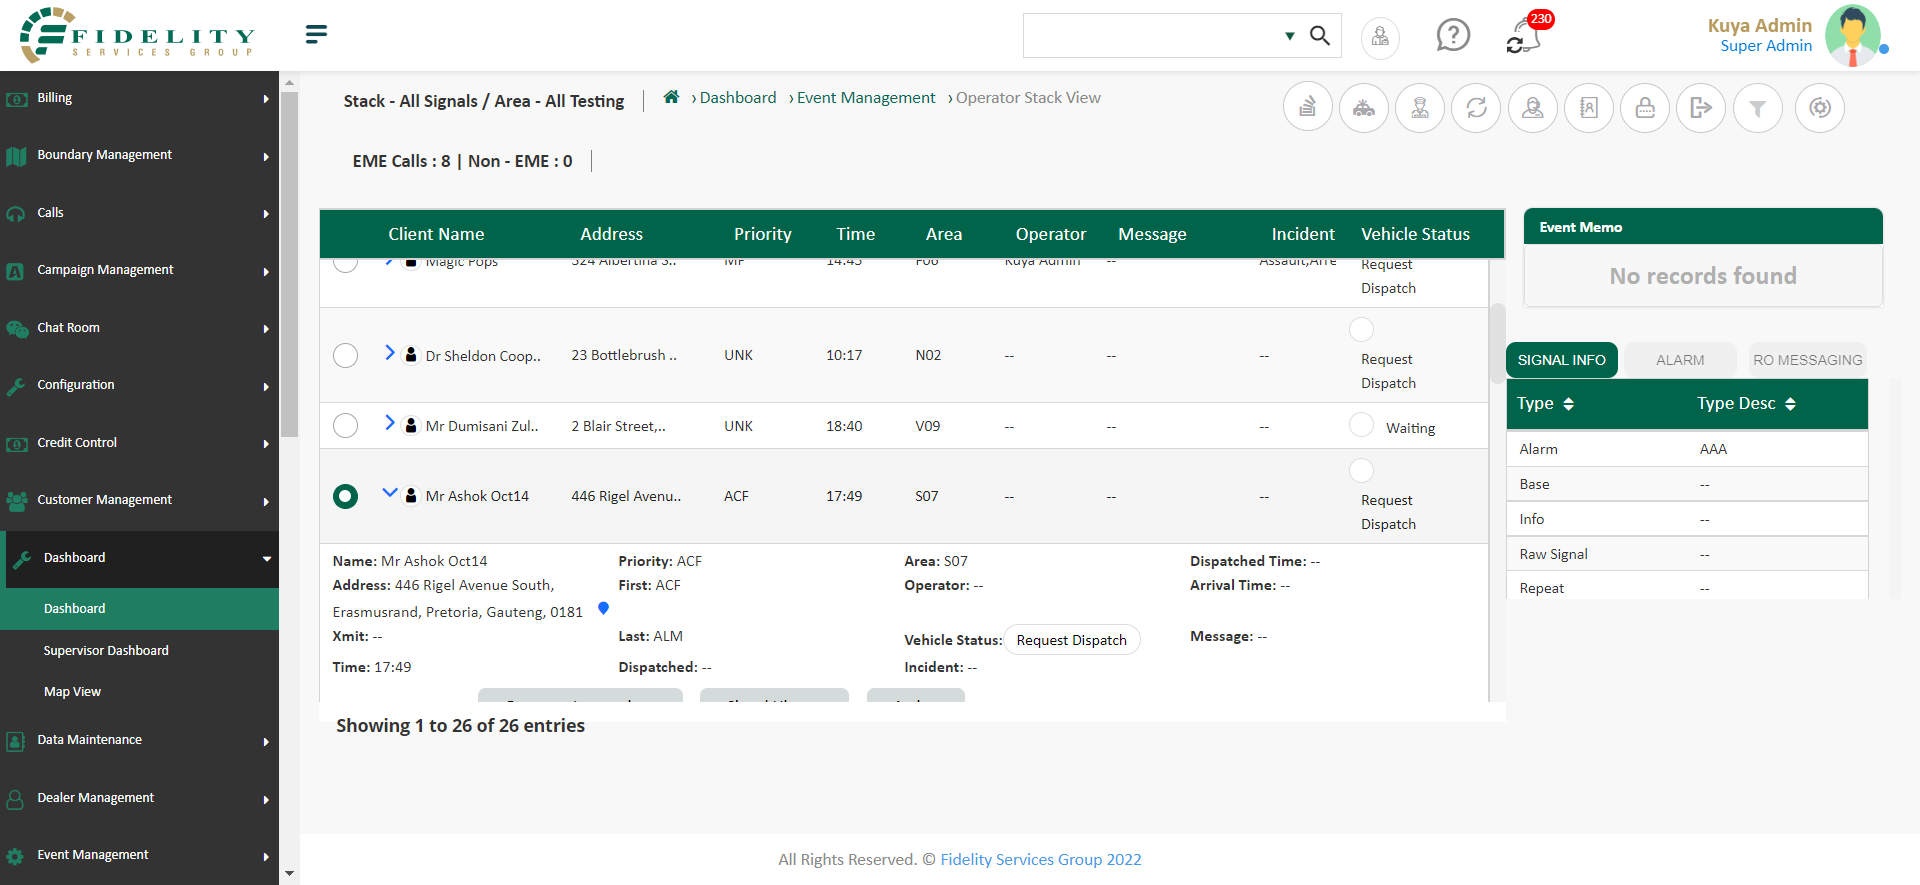 FIDELITY
SERVICES GROUP
230
Kuya Admin
Super Admin
Billing
Boundary Management
Calls
Campaign Management
Chat Room
Configuration
Credit Control
Customer Management
Dashboard
Dashboard
Supervisor Dashboard
Map View
Data Maintenance
Dealer Management
Event Management
Stack - All Signals / Area - All Testing
› Dashboard › Event Management › Operator Stack View
EME Calls : 8 | Non - EME : 0
Client Name Address Priority Time Area Operator Message Incident Vehicle Status
Magic Pops 324 Albertina S.. MP 14:45 F06 Kuya Admin -- Assault,Arre Request Dispatch
Dr Sheldon Coop.. 23 Bottlebrush .. UNK 10:17 N02 -- -- -- Request Dispatch
Mr Dumisani Zul.. 2 Blair Street,.. UNK 18:40 V09 -- -- -- Waiting
Mr Ashok Oct14 446 Rigel Avenu.. ACF 17:49 S07 -- -- -- Request Dispatch
Name: Mr Ashok Oct14 Priority: ACF Area: S07 Dispatched Time: --
Address: 446 Rigel Avenue South, First: ACF Operator: -- Arrival Time: --
Erasmusrand, Pretoria, Gauteng, 0181
Xmit: -- Last: ALM Vehicle Status: Request Dispatch Message: --
Time: 17:49 Dispatched: -- Incident: --
Showing 1 to 26 of 26 entries
Event Memo
No records found
SIGNAL INFO ALARM RO MESSAGING
Type Type Desc
Alarm AAA
Base --
Info --
Raw Signal --
Repeat --
All Rights Reserved. © Fidelity Services Group 2022